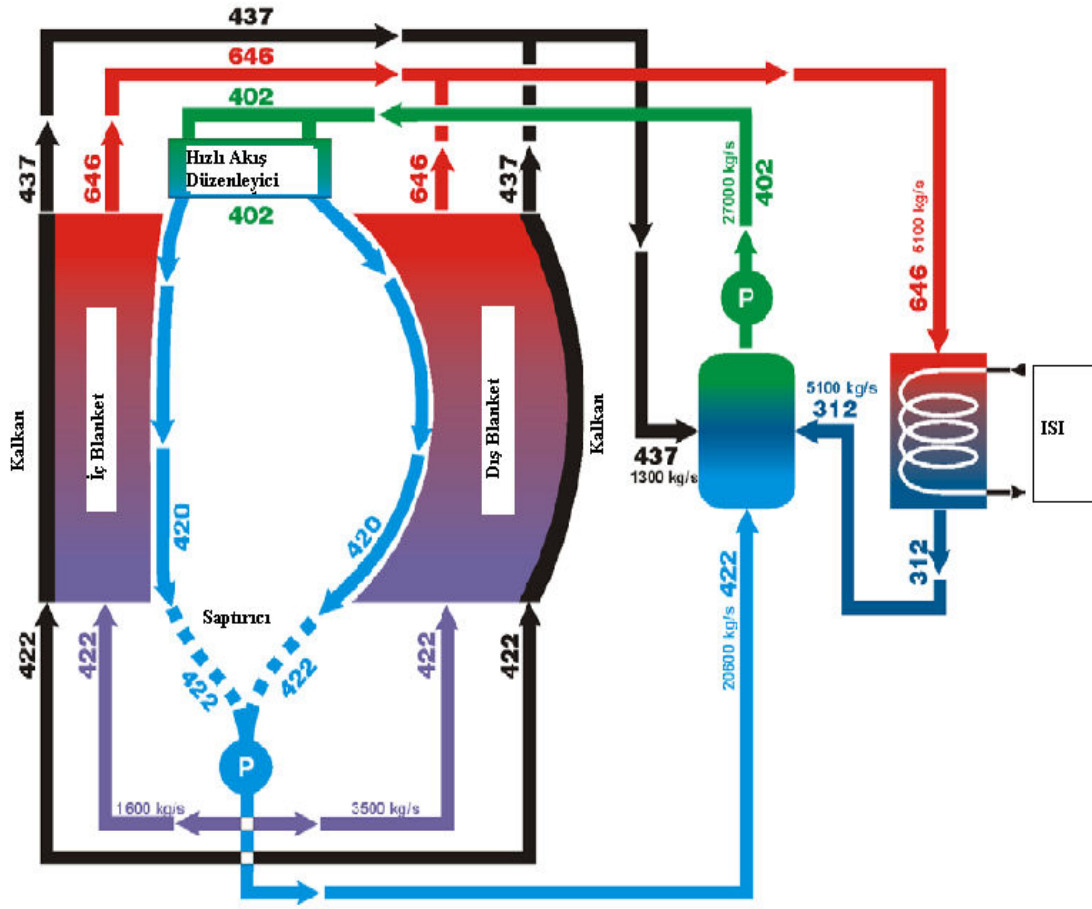 437
646
402
Hızlı Akış
Düzenleyici
402
437
646
646
437
27000 kg/s
402
P
646
5100 kg/s
5100 kg/s
312
ISI
437
1300 kg/s
312
Kalkan
İç Blanket
Dış Blanket
Kalkan
420
420
Saptırıcı
422
422
422
422
422
422
20600 kg/s 422
P
1600 kg/s
3500 kg/s